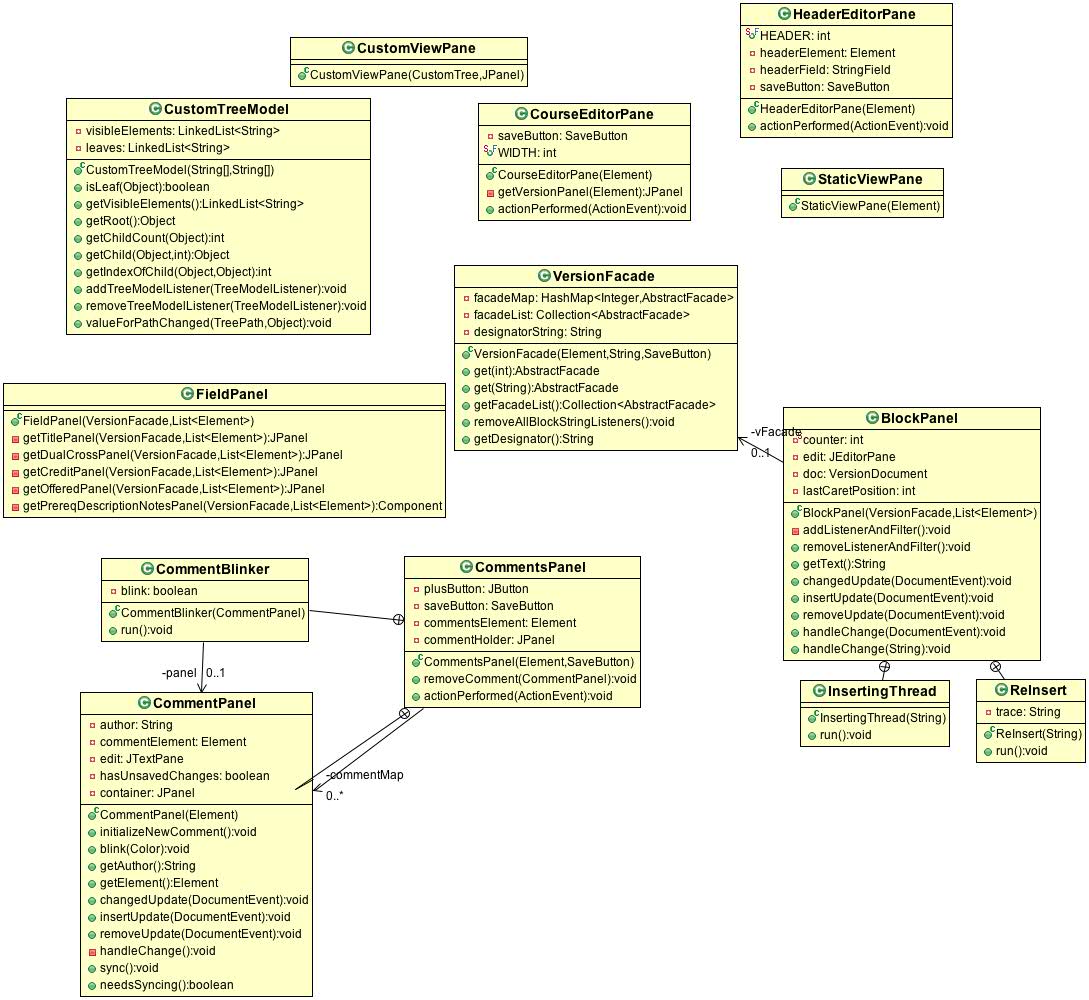 CustomViewPane
CustomViewPane(CustomTree,JPanel)
HeaderEditorPane
HEADER: int
headerElement: Element
headerField: StringField
saveButton: SaveButton
HeaderEditorPane(Element)
actionPerformed(ActionEvent):void
CustomTreeModel
visibleElements: LinkedList<String>
leaves: LinkedList<String>
CustomTreeModel(String[],String[])
isLeaf(Object):boolean
getVisibleElements():LinkedList<String>
getRoot():Object
getChildCount(Object):int
getChild(Object,int):Object
getIndexOfChild(Object,Object):int
addTreeModelListener(TreeModelListener):void
removeTreeModelListener(TreeModelListener):void
valueForPathChanged(TreePath,Object):void
CourseEditorPane
saveButton: SaveButton
WIDTH: int
CourseEditorPane(Element)
getVersionPanel(Element):JPanel
actionPerformed(ActionEvent):void
StaticViewPane
StaticViewPane(Element)
VersionFacade
facadeMap: HashMap<Integer,AbstractFacade>
facadeList: Collection<AbstractFacade>
designatorString: String
VersionFacade(Element,String,SaveButton)
get(int):AbstractFacade
get(String):AbstractFacade
getFacadeList():Collection<AbstractFacade>
removeAllBlockStringListeners():void
getDesignator():String
FieldPanel
FieldPanel(VersionFacade,List<Element>)
getTitlePanel(VersionFacade,List<Element>):JPanel
getDualCrossPanel(VersionFacade,List<Element>):JPanel
getCreditPanel(VersionFacade,List<Element>):JPanel
getOfferedPanel(VersionFacade,List<Element>):JPanel
getPrereqDescriptionNotesPanel(VersionFacade,List<Element>):Component
-vFacade
0..1
BlockPanel
counter: int
edit: JEditorPane
doc: VersionDocument
lastCaretPosition: int
BlockPanel(VersionFacade,List<Element>)
addListenerAndFilter():void
removeListenerAndFilter():void
getText():String
changedUpdate(DocumentEvent):void
insertUpdate(DocumentEvent):void
removeUpdate(DocumentEvent):void
handleChange(DocumentEvent):void
handleChange(String):void
CommentBlinker
blink: boolean
CommentBlinker(CommentPanel)
run():void
CommentsPanel
plusButton: JButton
saveButton: SaveButton
commentsElement: Element
commentHolder: JPanel
CommentsPanel(Element,SaveButton)
removeComment(CommentPanel):void
actionPerformed(ActionEvent):void
-panel
0..1
InsertingThread
InsertingThread(String)
run():void
ReInsert
trace: String
ReInsert(String)
run():void
CommentPanel
author: String
commentElement: Element
edit: JTextPane
hasUnsavedChanges: boolean
container: JPanel
CommentPanel(Element)
initializeNewComment():void
blink(Color):void
getAuthor():String
getElement():Element
changedUpdate(DocumentEvent):void
insertUpdate(DocumentEvent):void
removeUpdate(DocumentEvent):void
handleChange():void
sync():void
needsSyncing():boolean
-commentMap
0..*